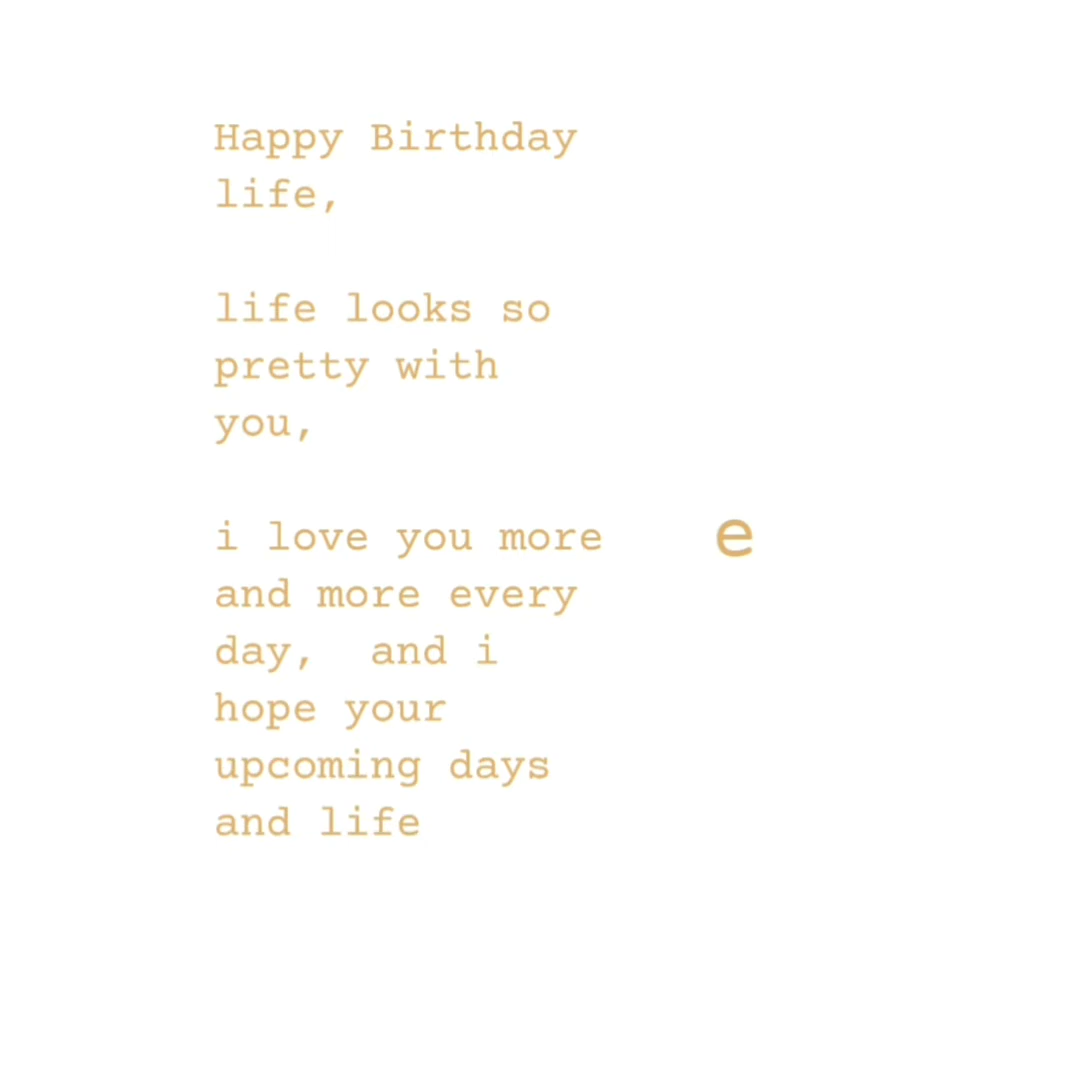 Happy Birthday
life,
life looks so
pretty with
you,
i love you more
e
and more every
day,  and i
hope your
upcoming days
and life